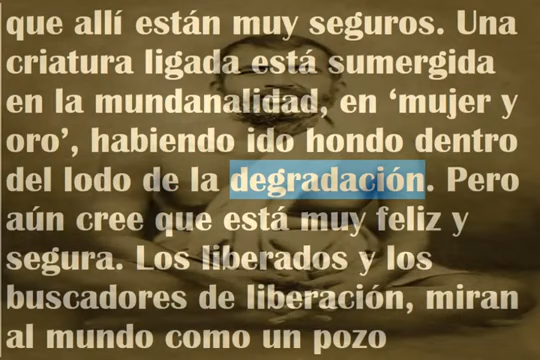 que allí están muy seguros. Una
criatura ligada está sumergida
en la mundanalidad, en ‘mujer y
oro’, habiendo ido hondo dentro
del lodo de la degradación. Pero
aún cree que está muy feliz y
segura. Los liberados y los
buscadores de liberación, miran
al mundo como un pozo